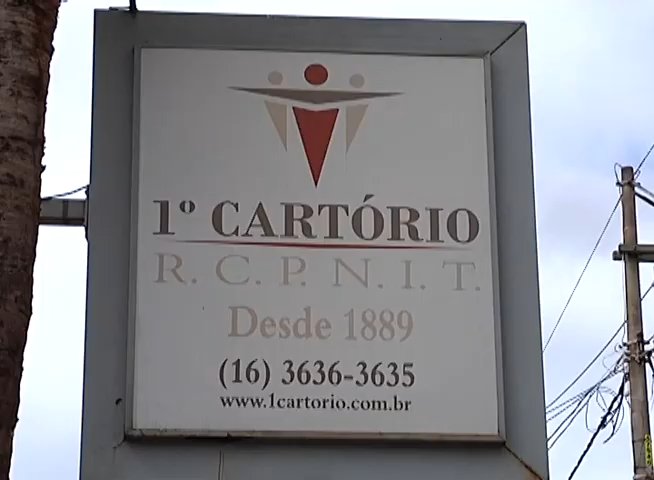 1º CARTÓRIO
R. C. P. N. I. T.
Desde 1889
(16) 3636-3635
www.1cartorio.com.br